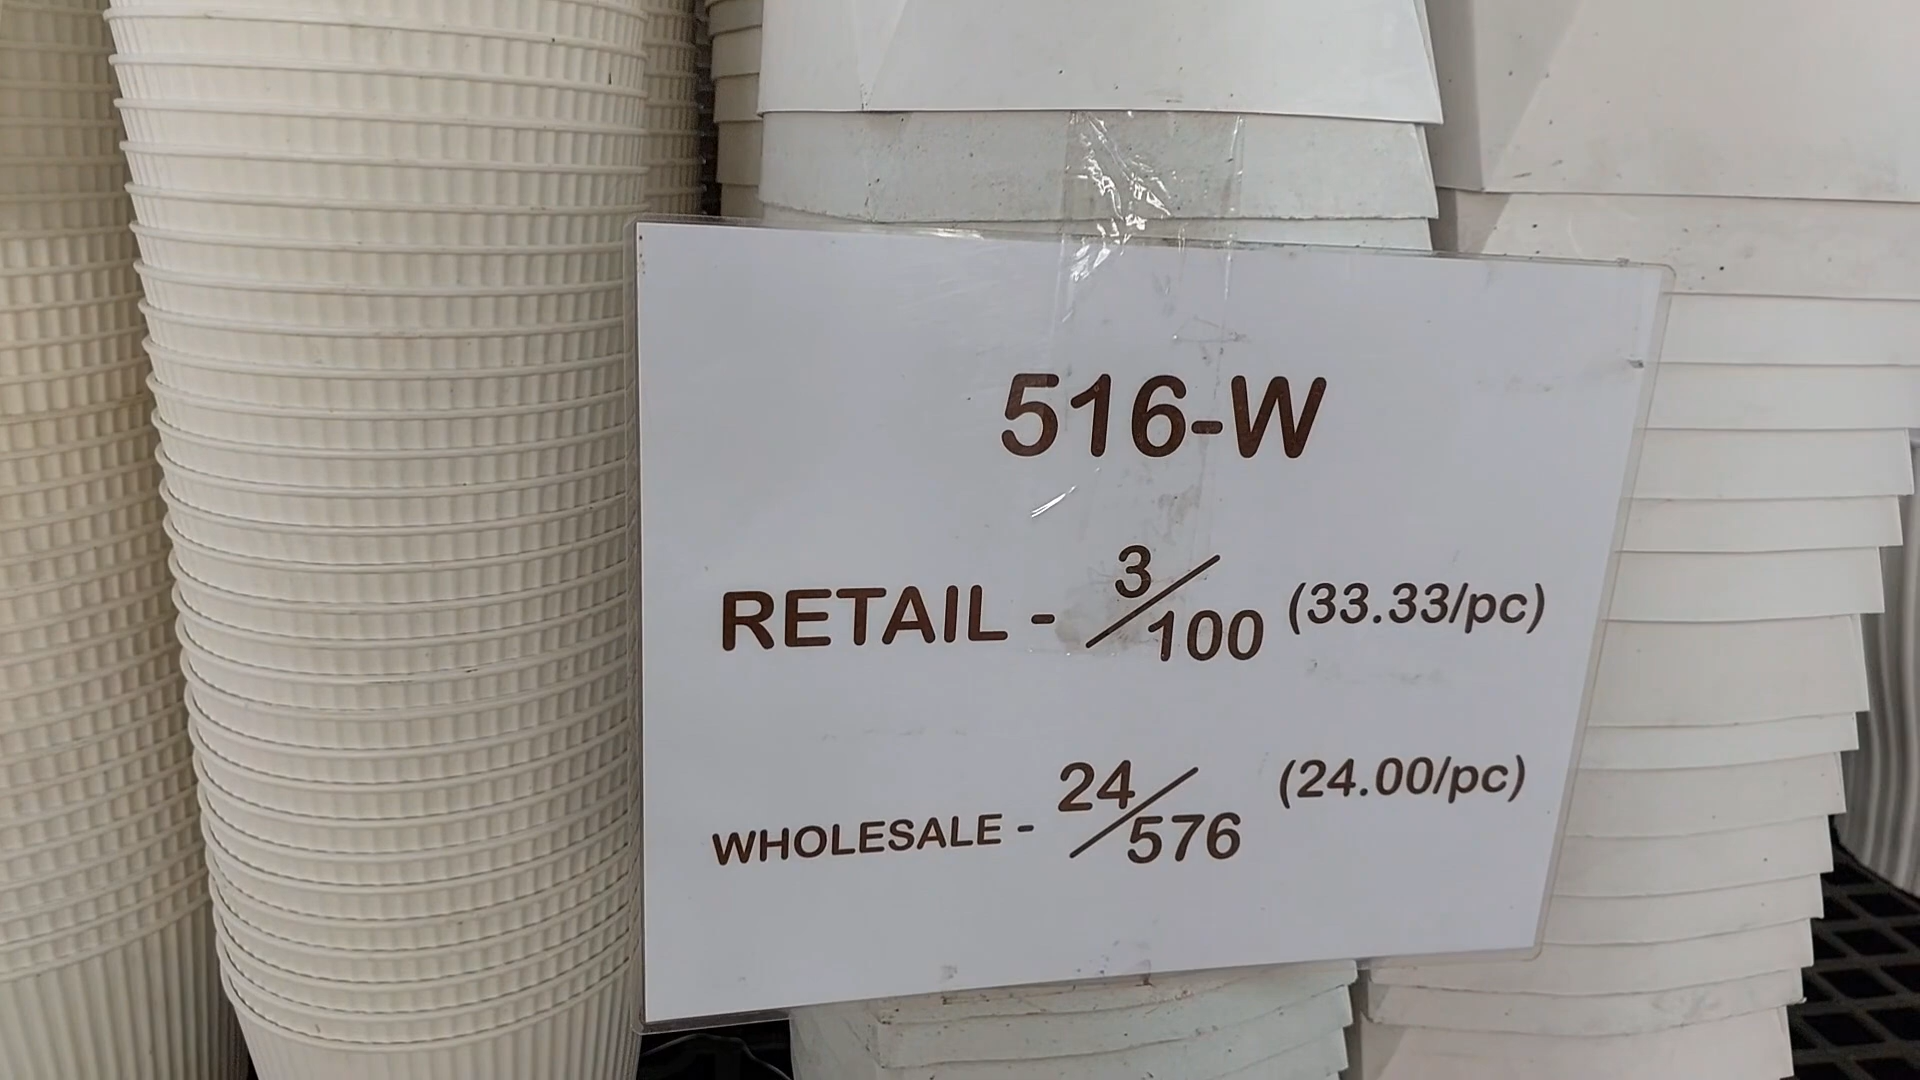 516-W
RETAIL - 3/100 (33.33/pc)
WHOLESALE - 24/576 (24.00/pc)